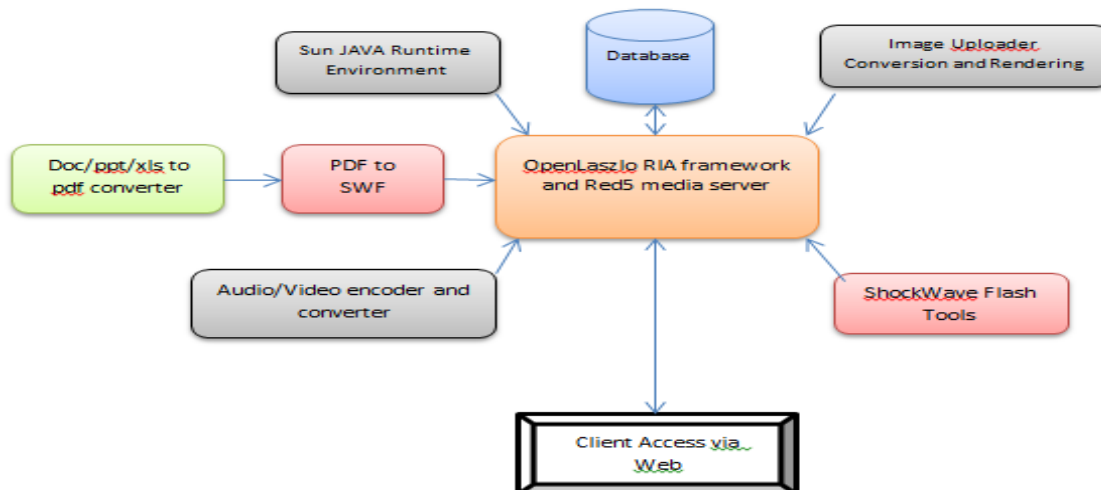 Sun JAVA Runtime
Environment
Database
Image Uploader
Conversion and Rendering
Doc/ppt/xls to
pdf converter
PDF to
SWF
OpenLaszlo RIA framework
and Red5 media server
Audio/Video encoder and
converter
ShockWave Flash
Tools
Client Access via
Web